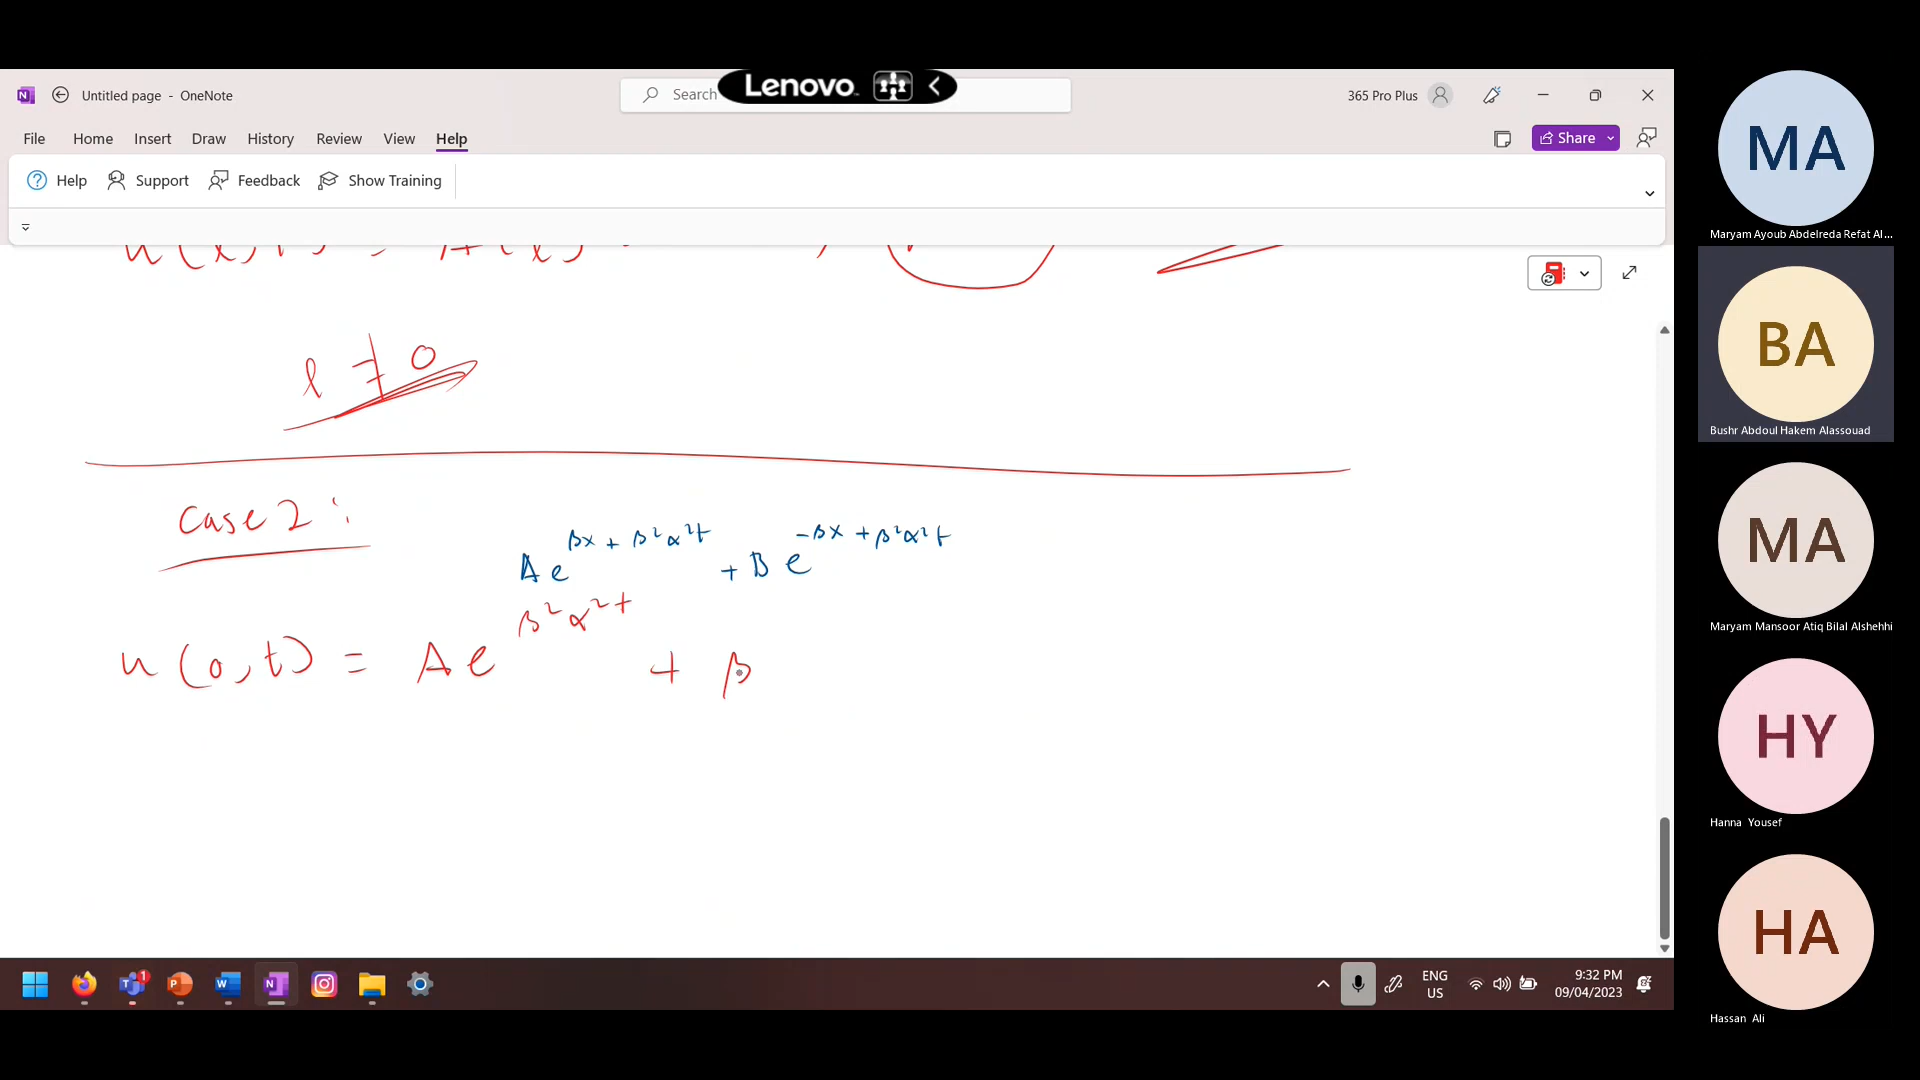 Lenovo
Untitled page - OneNote
Search
365 Pro Plus
File Home Insert Draw History Review View Help
Share
Help Support Feedback Show Training
l ≠ 0
Case 2 :
A e^{βx + β²α²t} + B e^{-βx + β²α²t}
u(0,t) = A e^{β²α²t} + B
MA
Maryam Ayoub Abdelreda Refat Al...
BA
Bushr Abdoul Hakem Alassouad
MA
Maryam Mansoor Atiq Bilal Alshehhi
HY
Hanna Yousef
HA
Hassan Ali
1
ENG
US
9:32 PM
09/04/2023